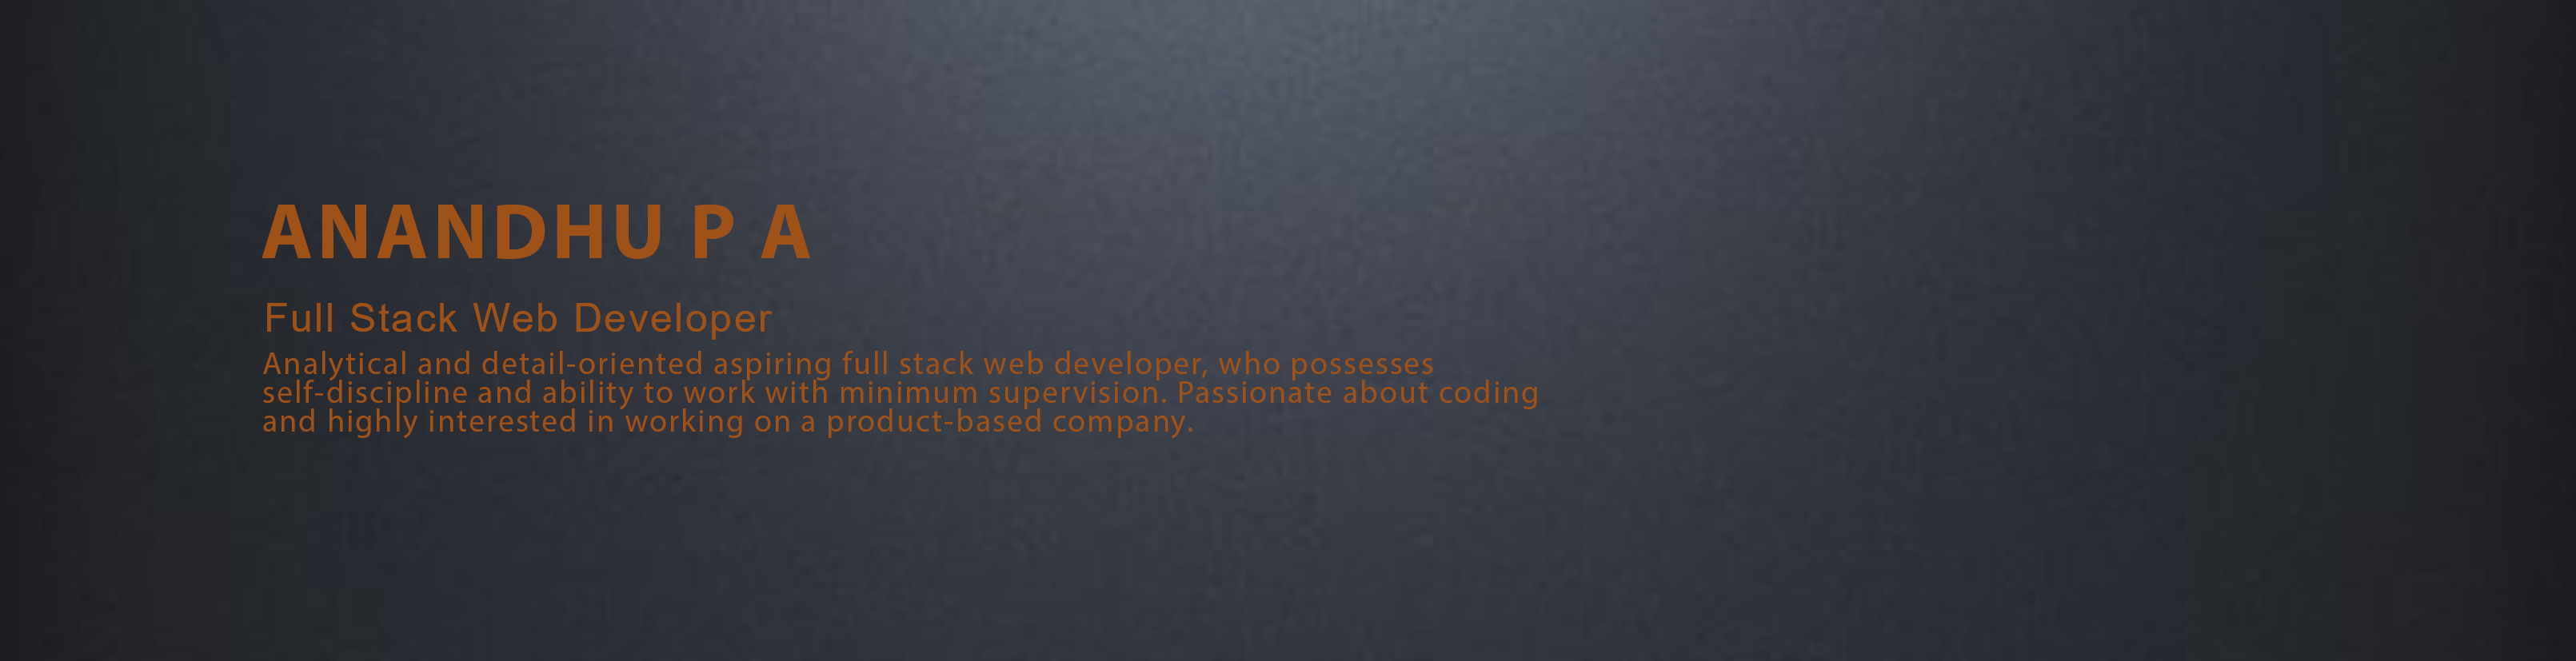 ANANDHU P A
Full Stack Web Developer
Analytical and detail-oriented aspiring full stack web developer, who possesses
self-discipline and ability to work with minimum supervision. Passionate about coding
and highly interested in working on a product-based company.